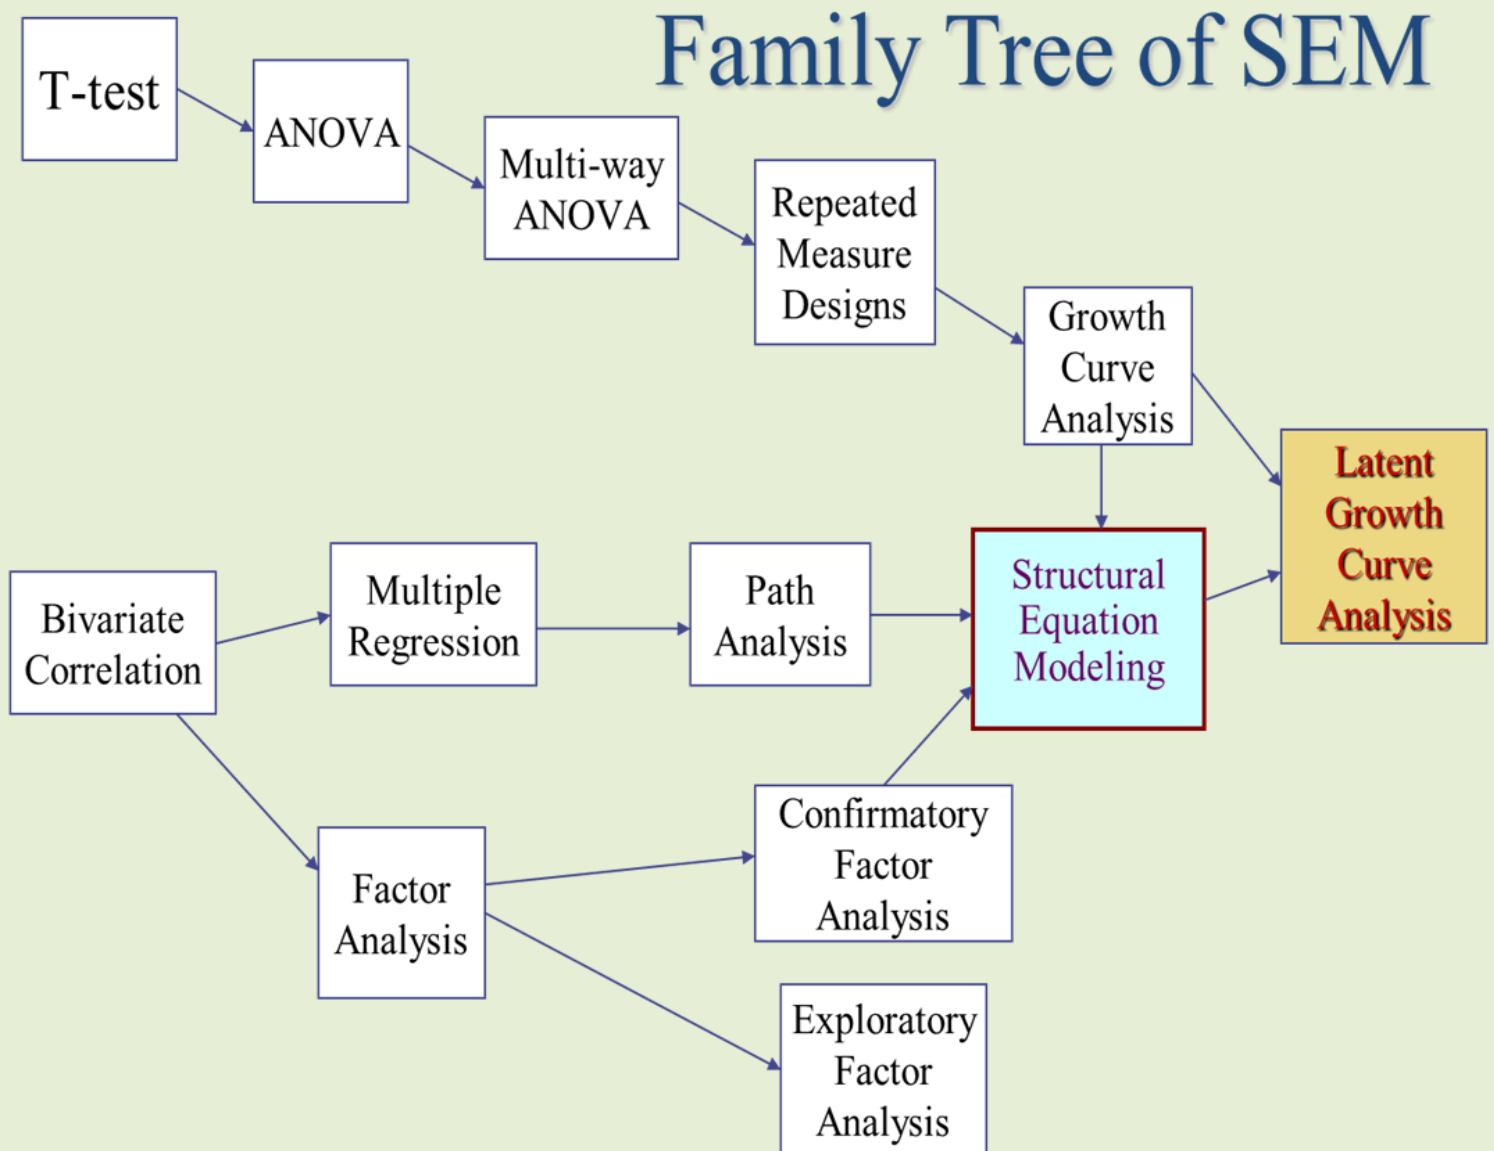 Family Tree of SEM
T-test
ANOVA
Multi-way
ANOVA
Repeated
Measure
Designs
Growth
Curve
Analysis
Latent
Growth
Curve
Analysis
Structural
Equation
Modeling
Path
Analysis
Multiple
Regression
Bivariate
Correlation
Factor
Analysis
Confirmatory
Factor
Analysis
Exploratory
Factor
Analysis